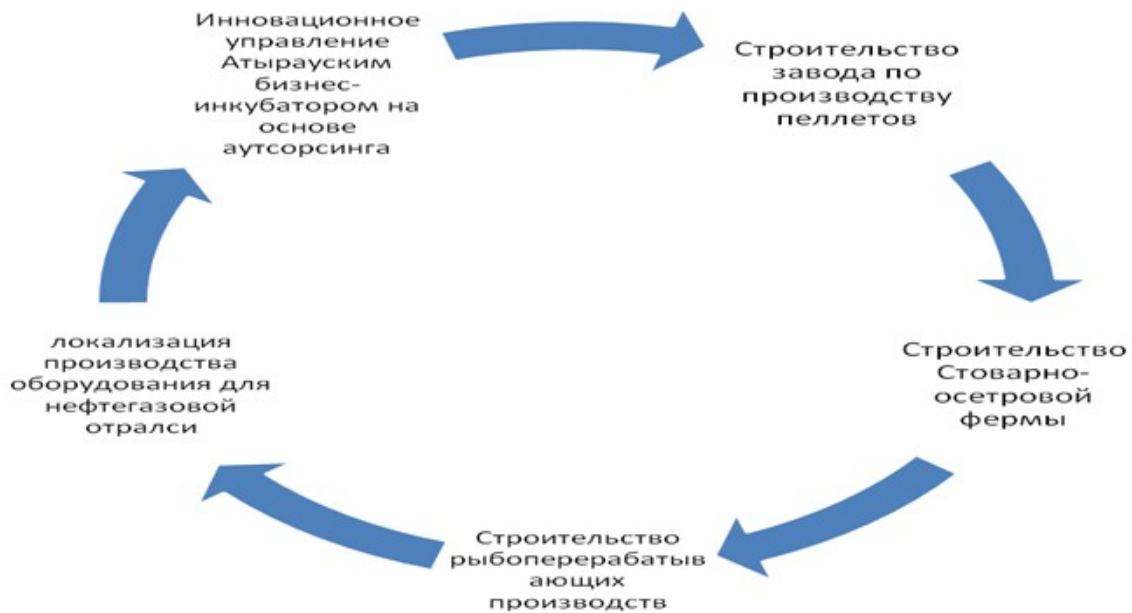 Инновационное
управление
Атырауским
бизнес-
инкубатором на
основе
аутсорсинга
Строительство
завода по
производству
пеллетов
Строительство
Стоварно-
осетровой
фермы
Строительство
рыбоперерабатыв
ающих
производств
локализация
производства
оборудования для
нефтегазовой
отралси